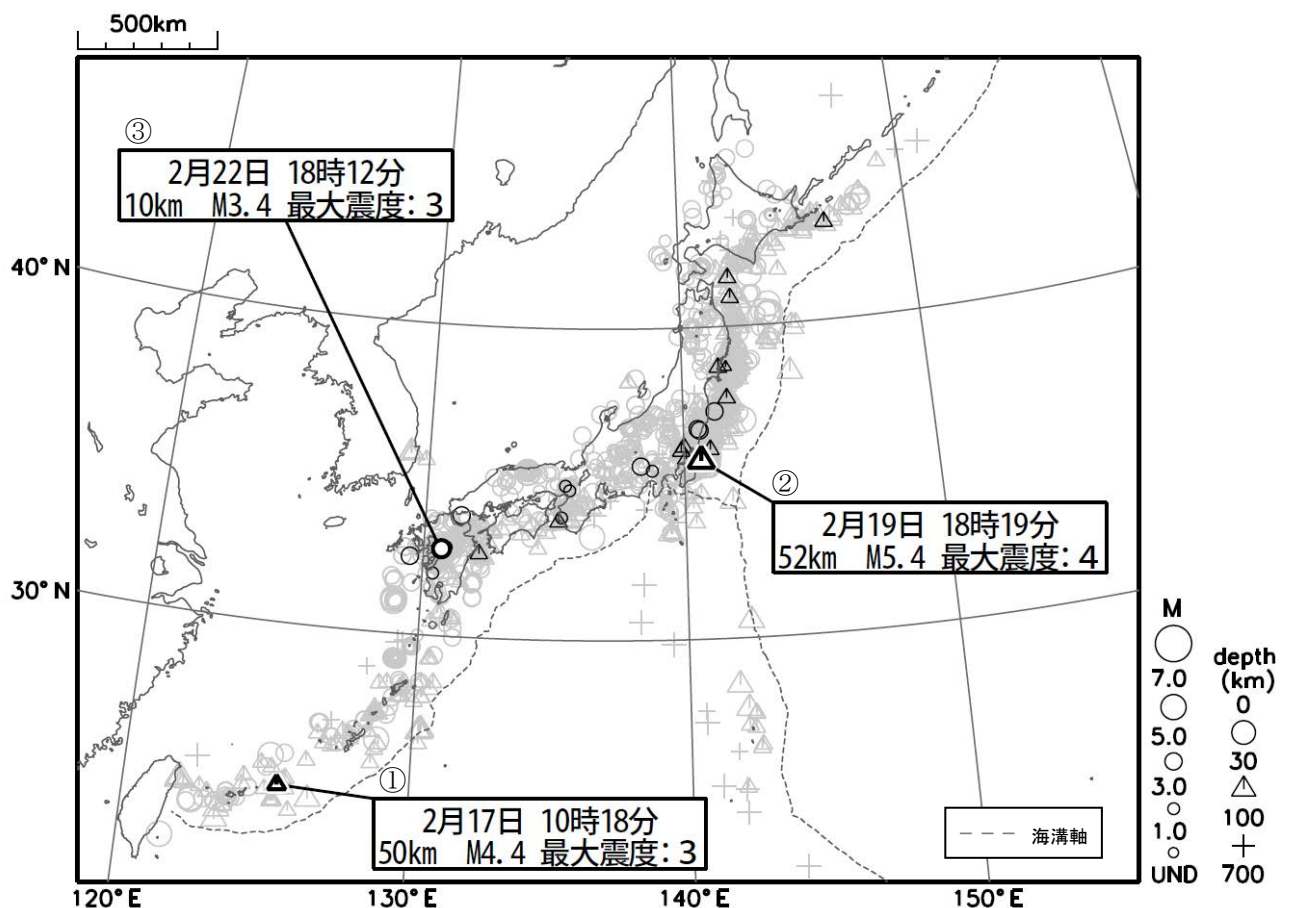 500km
③
2月22日 18時12分
10km M3.4 最大震度：3
40°N
②
2月19日 18時19分
52km M5.4 最大震度：4
30°N
①
2月17日 10時18分
50km M4.4 最大震度：3
海溝軸
M
7.0
5.0
3.0
1.0
UND
depth
(km)
0
30
100
700
120°E
130°E
140°E
150°E